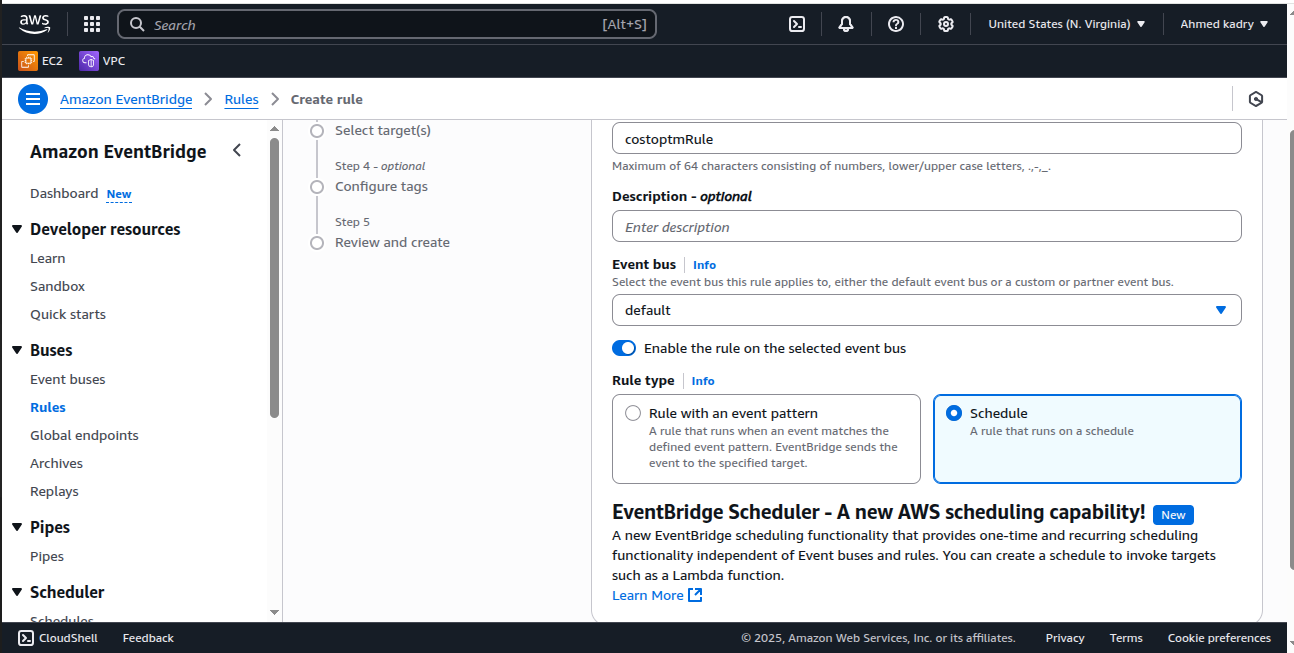 aws
Search
[Alt+S]
United States (N. Virginia)
Ahmed kadry
EC2
VPC
Amazon EventBridge
Rules
Create rule
Amazon EventBridge
Dashboard New
Developer resources
Learn
Sandbox
Quick starts
Buses
Event buses
Rules
Global endpoints
Archives
Replays
Pipes
Pipes
Scheduler
Schedules
Select target(s)
Step 4 - optional
Configure tags
Step 5
Review and create
costoptmRule
Maximum of 64 characters consisting of numbers, lower/upper case letters, .,-,_.
Description - optional
Enter description
Event bus Info
Select the event bus this rule applies to, either the default event bus or a custom or partner event bus.
default
Enable the rule on the selected event bus
Rule type Info
Rule with an event pattern
A rule that runs when an event matches the
defined event pattern. EventBridge sends the
event to the specified target.
Schedule
A rule that runs on a schedule
EventBridge Scheduler - A new AWS scheduling capability! New
A new EventBridge scheduling functionality that provides one-time and recurring scheduling
functionality independent of Event buses and rules. You can create a schedule to invoke targets
such as a Lambda function.
Learn More
CloudShell
Feedback
© 2025, Amazon Web Services, Inc. or its affiliates.
Privacy
Terms
Cookie preferences